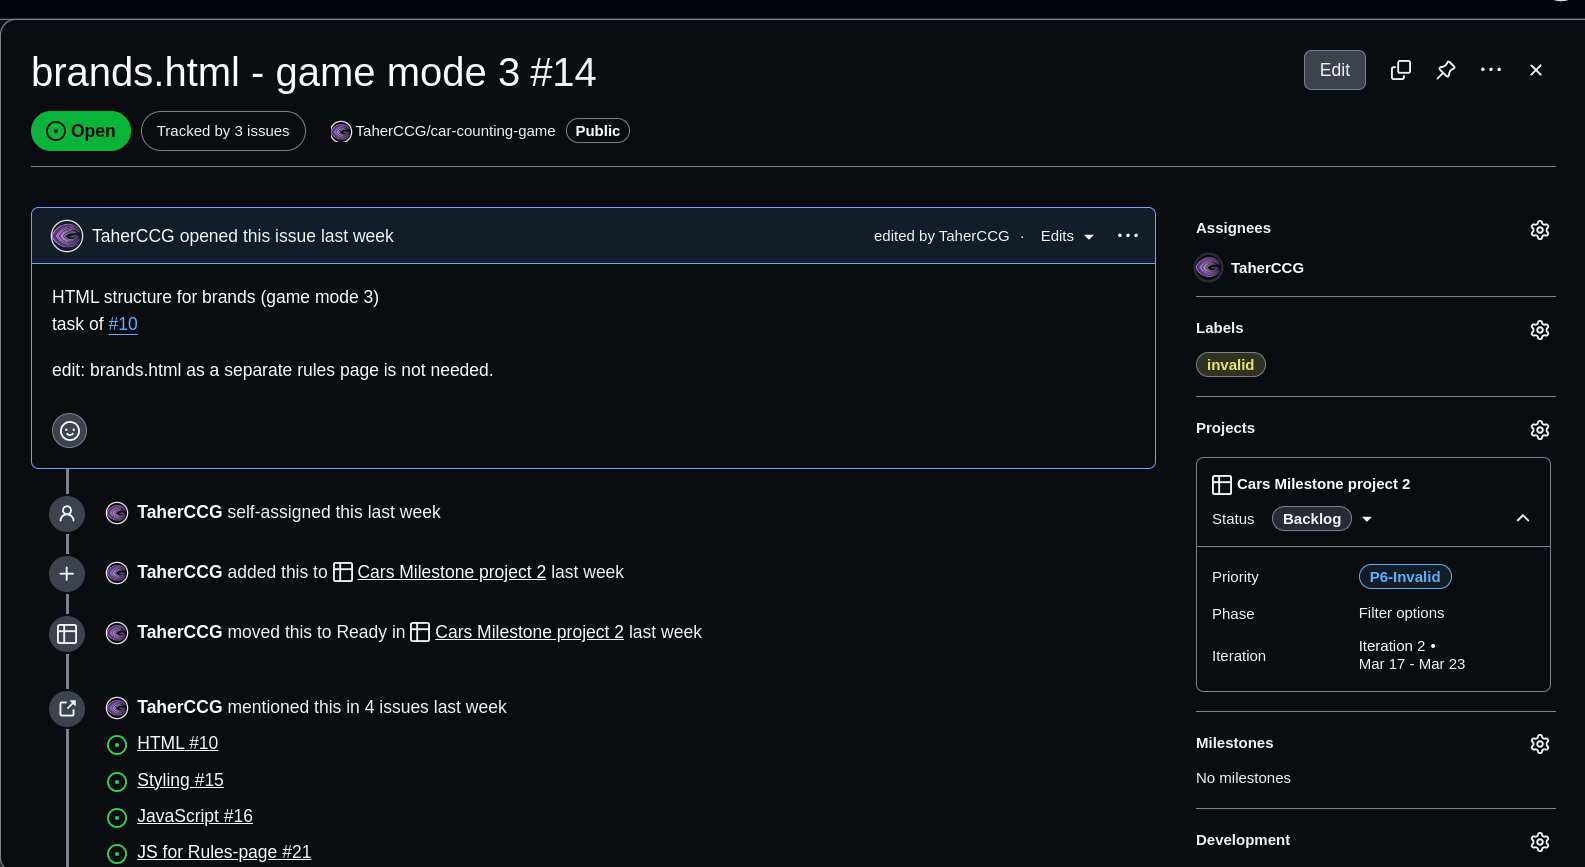 brands.html - game mode 3 #14
Edit
Open
Tracked by 3 issues
TaherCCG/car-counting-game
Public
TaherCCG opened this issue last week
edited by TaherCCG · Edits
HTML structure for brands (game mode 3)
task of #10
edit: brands.html as a separate rules page is not needed.
TaherCCG self-assigned this last week
TaherCCG added this to Cars Milestone project 2 last week
TaherCCG moved this to Ready in Cars Milestone project 2 last week
TaherCCG mentioned this in 4 issues last week
HTML #10
Styling #15
JavaScript #16
JS for Rules-page #21
Assignees
TaherCCG
Labels
invalid
Projects
Cars Milestone project 2
Status Backlog
Priority P6-Invalid
Phase Filter options
Iteration Iteration 2 •
Mar 17 - Mar 23
Milestones
No milestones
Development